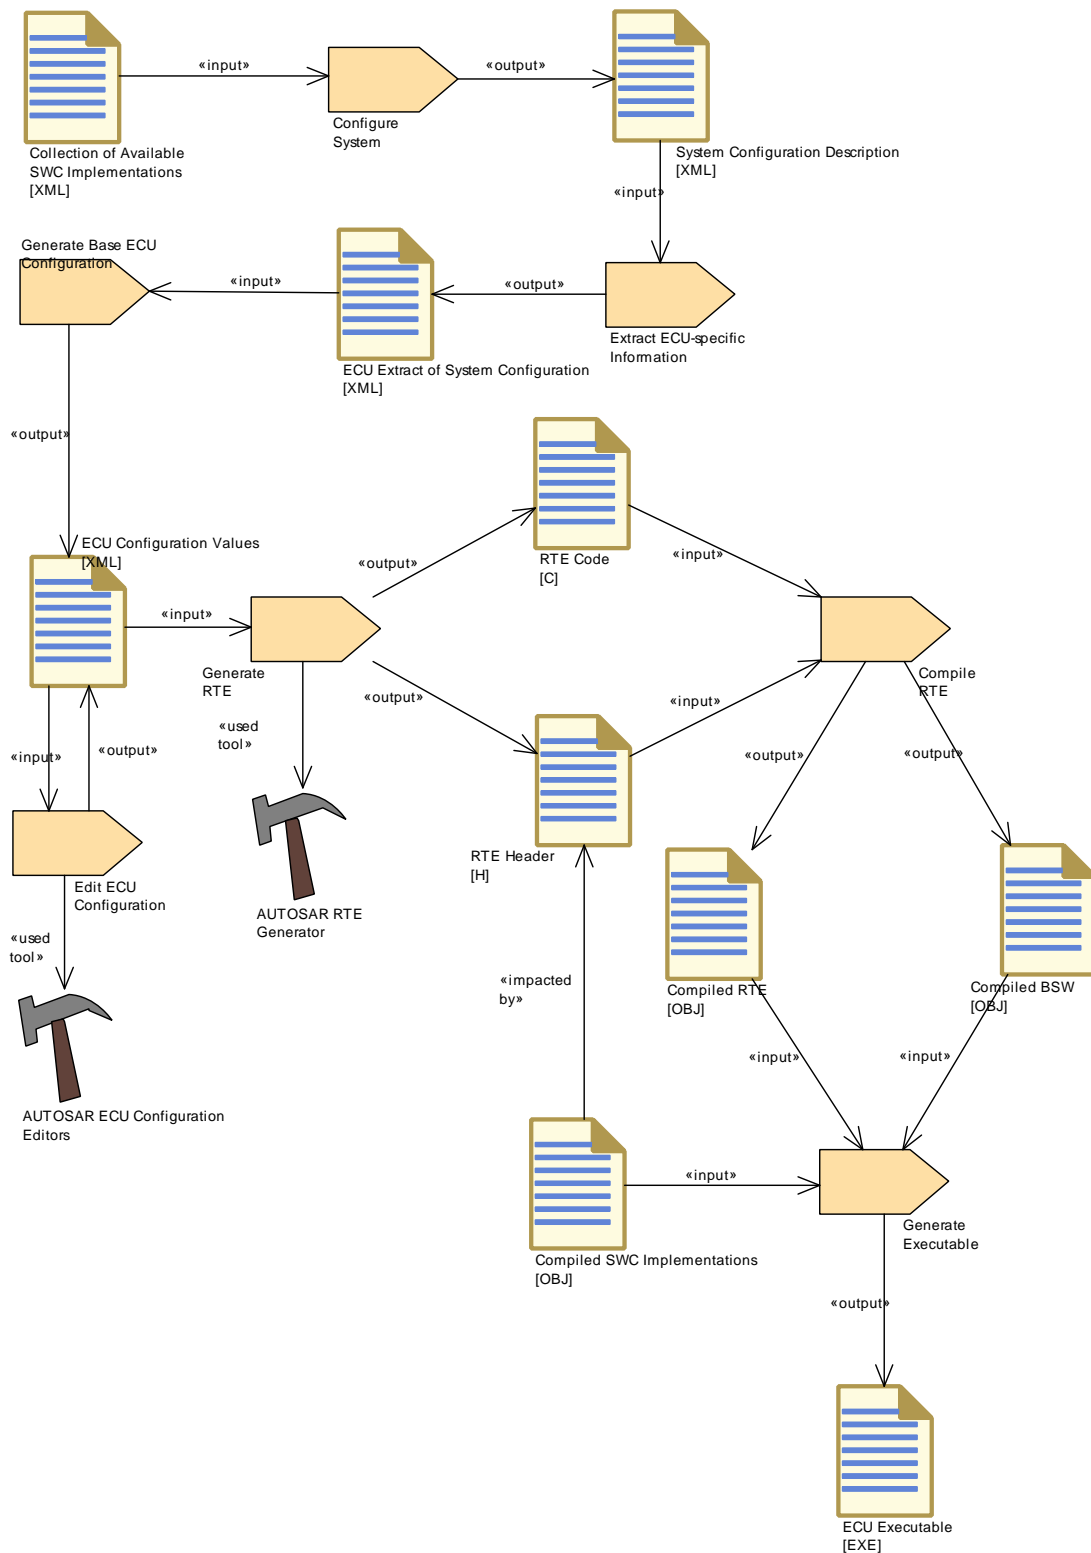 «input»
«output»
Configure
System
Collection of Available
SWC Implementations
[XML]
System Configuration Description
[XML]
«input»
Generate Base ECU
Configuration
«input»
«output»
Extract ECU-specific
Information
ECU Extract of System Configuration
[XML]
«output»
ECU Configuration Values
[XML]
«input»
Generate
RTE
«output»
«output»
RTE Code
[C]
«input»
«input»
Compile
RTE
«used
tool»
«input»
«output»
«output»
«output»
RTE Header
[H]
Edit ECU
Configuration
AUTOSAR RTE
Generator
«used
tool»
«impacted
by»
Compiled RTE
[OBJ]
Compiled BSW
[OBJ]
«input»
«input»
AUTOSAR ECU Configuration
Editors
«input»
Generate
Executable
Compiled SWC Implementations
[OBJ]
«output»
ECU Executable
[EXE]